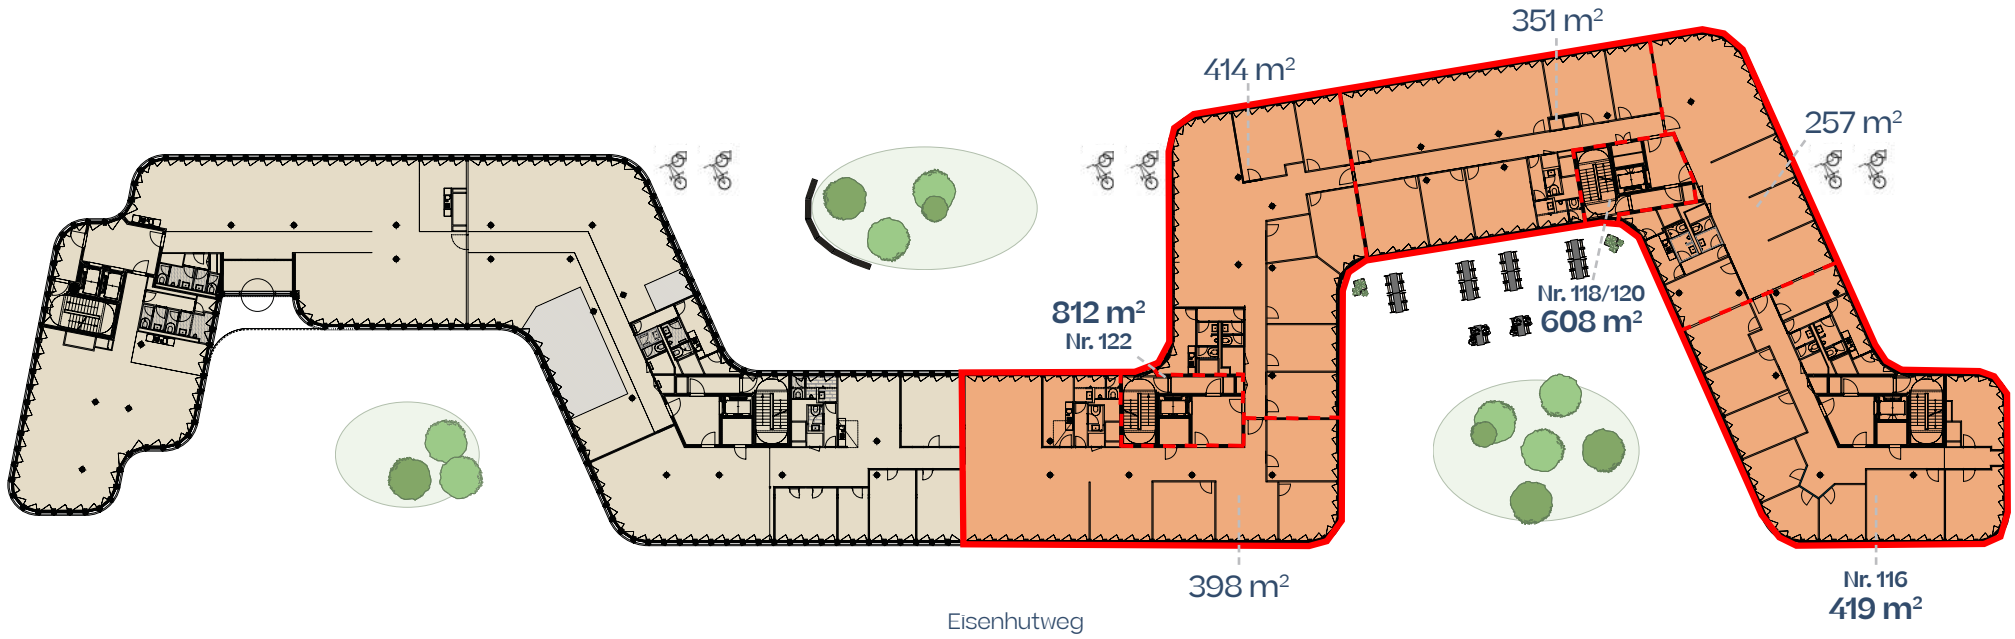 351 m²
414 m²
257 m²
812 m²
Nr. 122
Nr. 118/120
608 m²
398 m²
Nr. 116
419 m²
Eisenhutweg